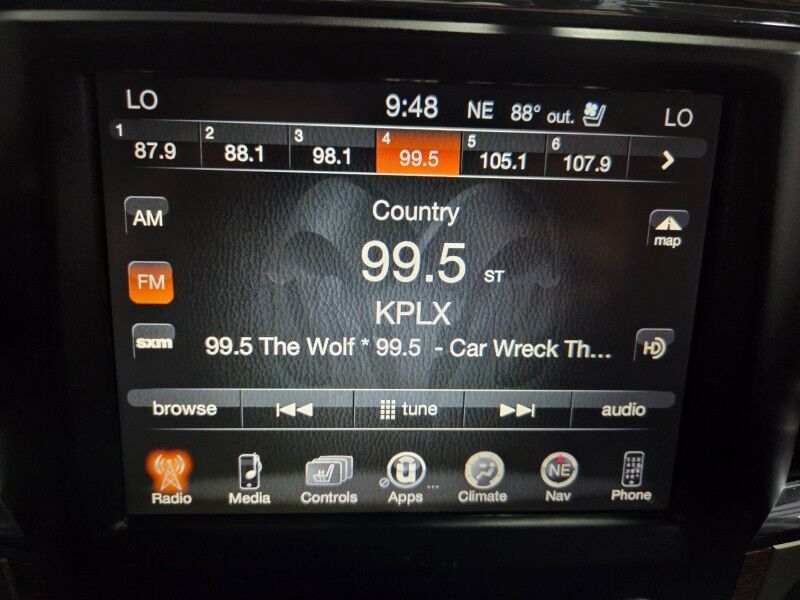 LO 9:48 NE 88° out. LO
1 2 3 4 5 6
87.9 88.1 98.1 99.5 105.1 107.9
AM Country map
99.5 ST
FM
KPLX
sxm 99.5 The Wolf * 99.5 - Car Wreck Th... HD
browse tune audio
NE
Radio Media Controls Apps ... Climate Nav Phone